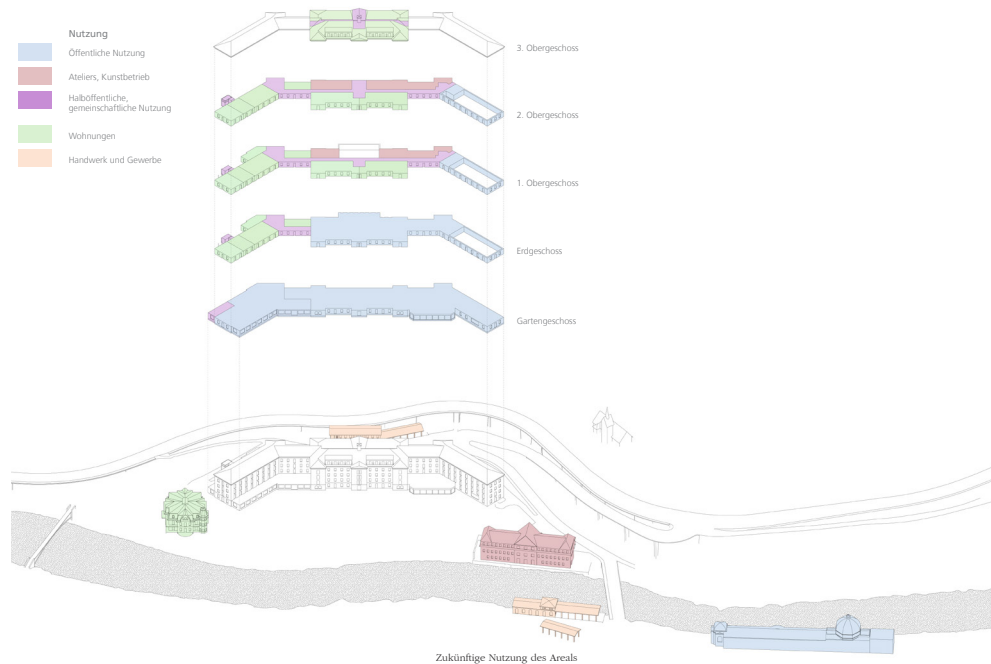 Nutzung
Öffentliche Nutzung
Ateliers, Kunstbetrieb
Halböffentliche,
gemeinschaftliche Nutzung
Wohnungen
Handwerk und Gewerbe
3. Obergeschoss
2. Obergeschoss
1. Obergeschoss
Erdgeschoss
Gartengeschoss
Zukünftige Nutzung des Areals